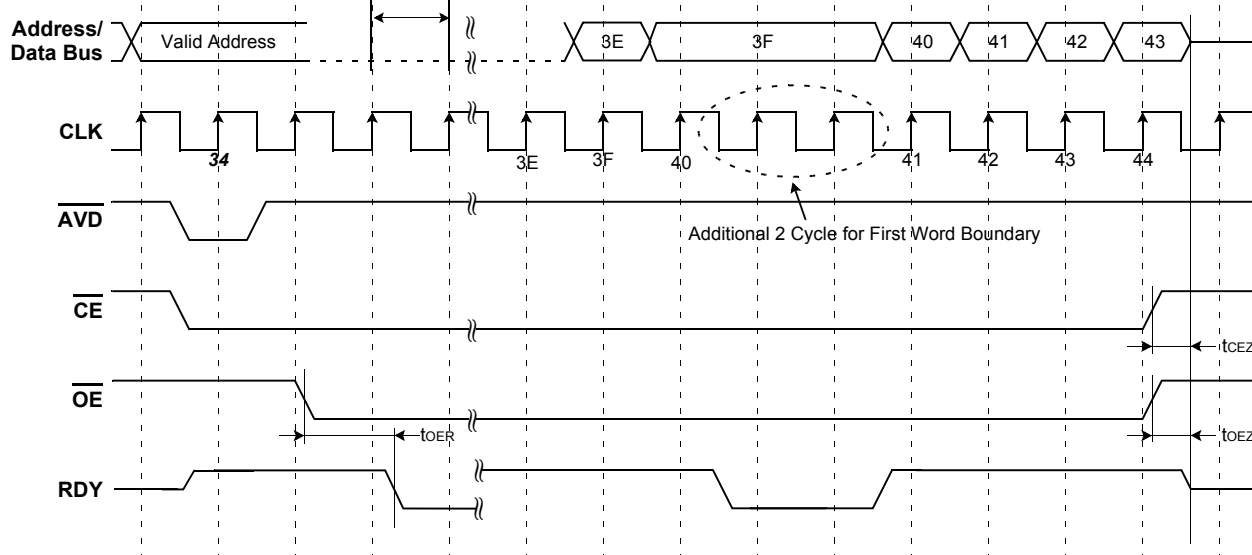 Address/
Data Bus
Valid Address
3E
3F
40
41
42
43
CLK
34
3E
3F
40
41
42
43
44
AVD
Additional 2 Cycle for First Word Boundary
CE
tCEZ
OE
tOER
tOEZ
RDY